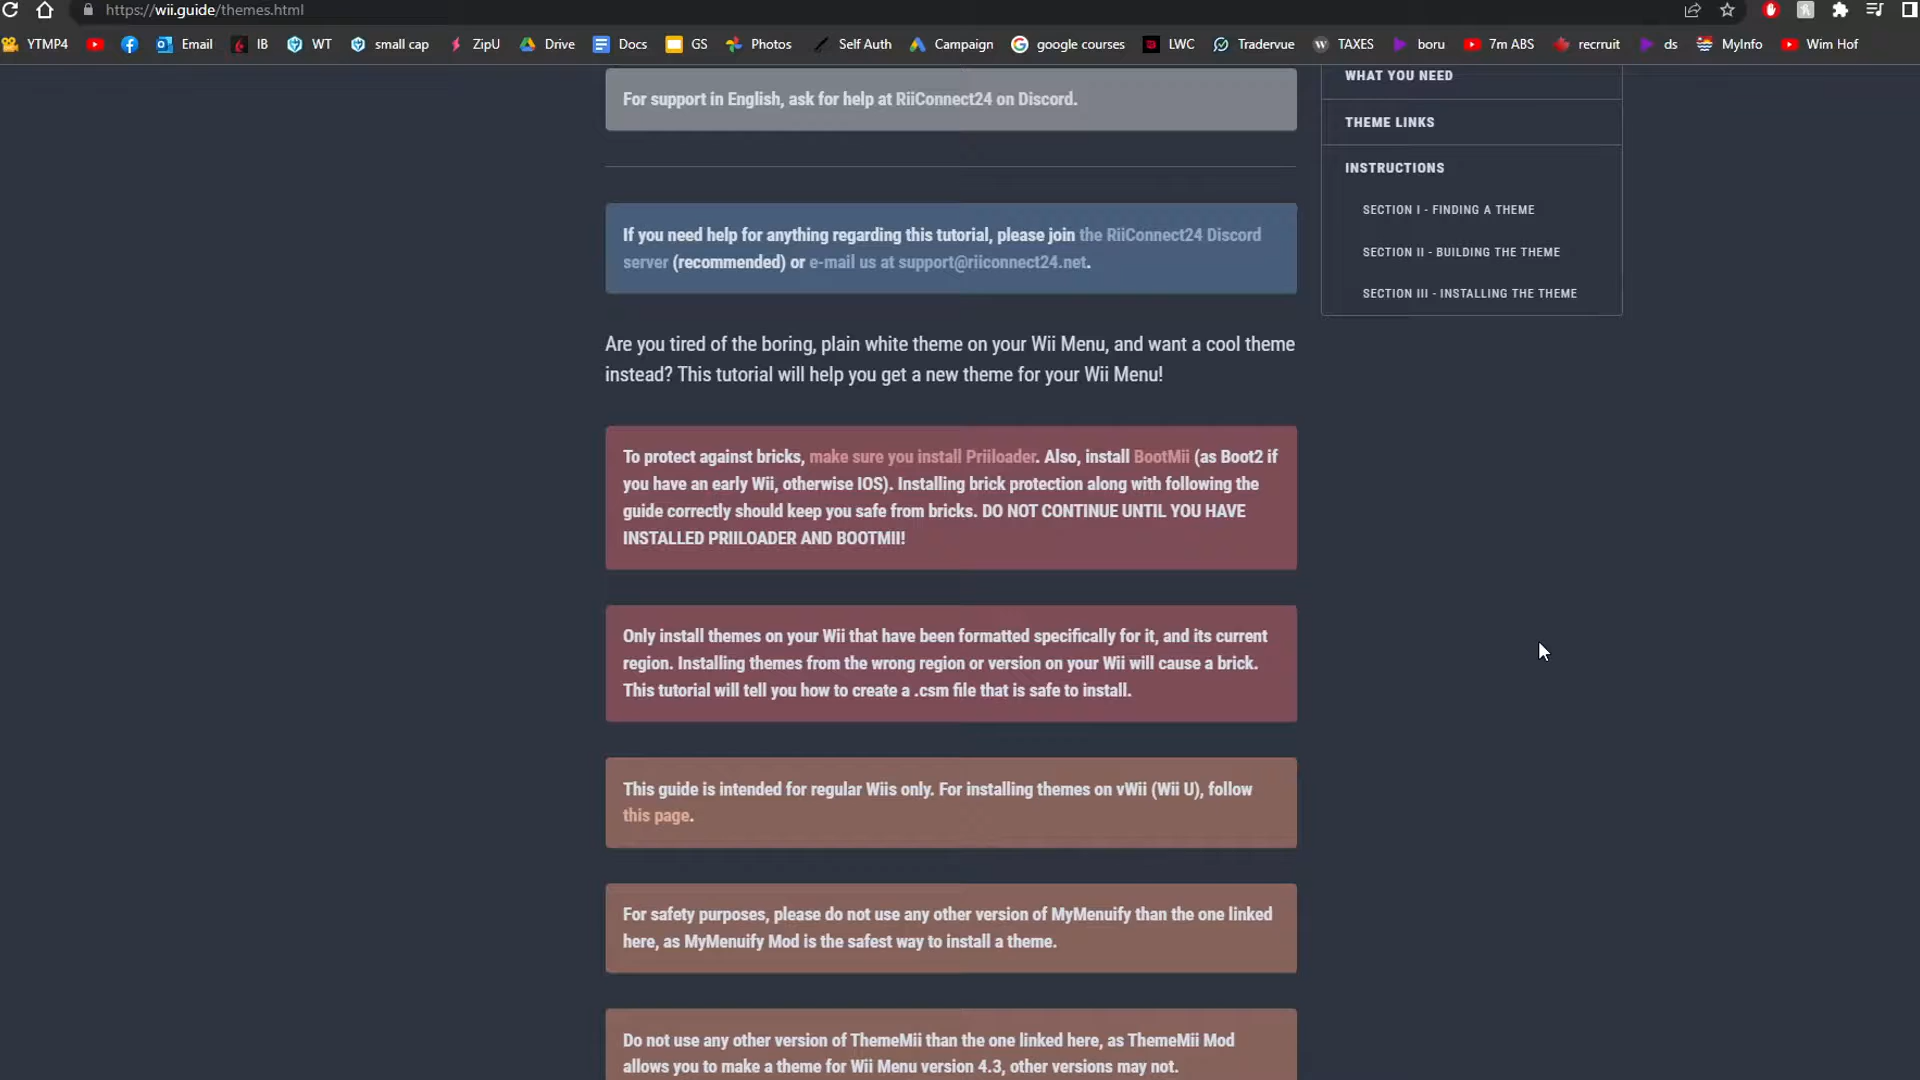 https://wii.guide/themes.html
YTMP4 Email IB WT small cap ZipU Drive Docs GS Photos Self Auth Campaign google courses LWC Tradervue TAXES boru 7m ABS recrruit ds MyInfo Wim Hof
For support in English, ask for help at RiiConnect24 on Discord.
If you need help for anything regarding this tutorial, please join the RiiConnect24 Discord
server (recommended) or e-mail us at support@riiconnect24.net.
Are you tired of the boring, plain white theme on your Wii Menu, and want a cool theme
instead? This tutorial will help you get a new theme for your Wii Menu!
To protect against bricks, make sure you install Priiloader. Also, install BootMii (as Boot2 if
you have an early Wii, otherwise IOS). Installing brick protection along with following the
guide correctly should keep you safe from bricks. DO NOT CONTINUE UNTIL YOU HAVE
INSTALLED PRIILOADER AND BOOTMII!
Only install themes on your Wii that have been formatted specifically for it, and its current
region. Installing themes from the wrong region or version on your Wii will cause a brick.
This tutorial will tell you how to create a .csm file that is safe to install.
This guide is intended for regular Wiis only. For installing themes on vWii (Wii U), follow
this page.
For safety purposes, please do not use any other version of MyMenuify than the one linked
here, as MyMenuify Mod is the safest way to install a theme.
Do not use any other version of ThemeMii than the one linked here, as ThemeMii Mod
allows you to make a theme for Wii Menu version 4.3, other versions may not.
WHAT YOU NEED
THEME LINKS
INSTRUCTIONS
SECTION I - FINDING A THEME
SECTION II - BUILDING THE THEME
SECTION III - INSTALLING THE THEME